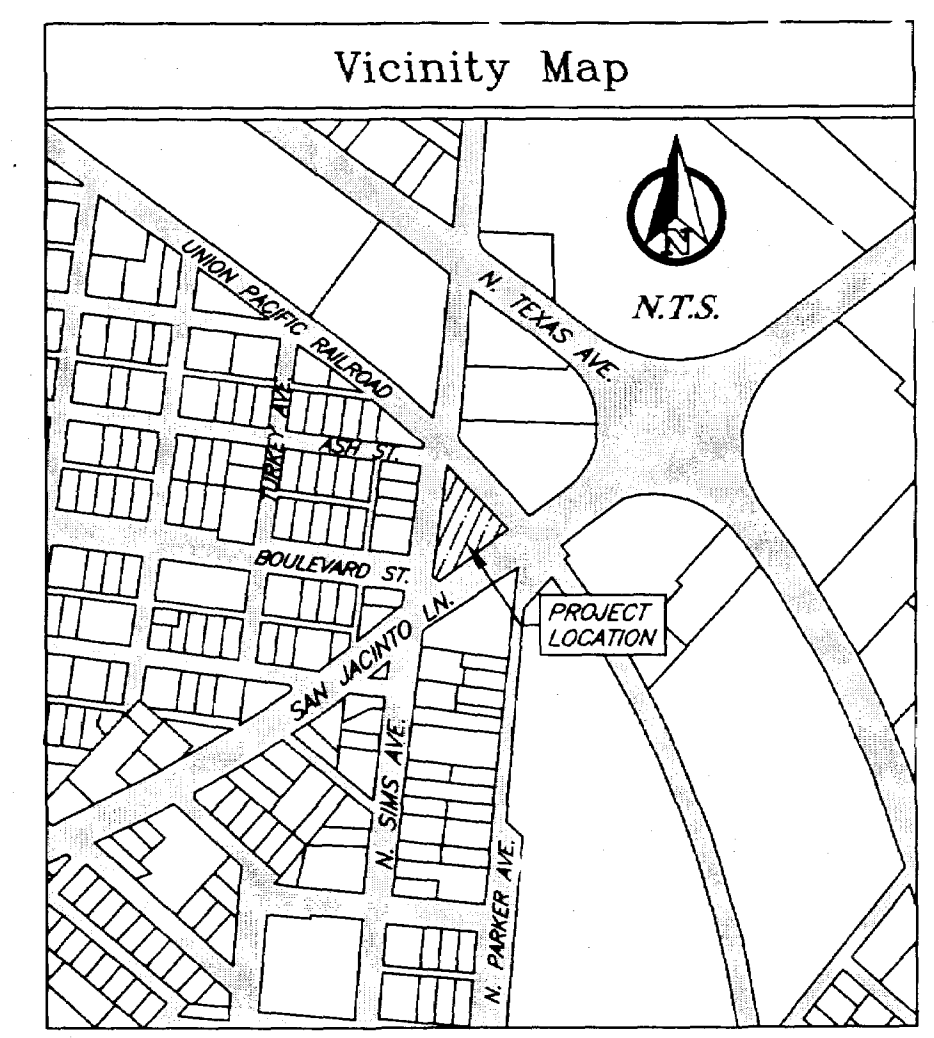 Vicinity Map
N
N.T.S.
UNION PACIFIC RAILROAD
N. TEXAS AVE.
TURKEY AVE.
ASH ST.
BOULEVARD ST.
SAN JACINTO LN.
PROJECT
LOCATION
N. SIMS AVE.
N. PARKER AVE.